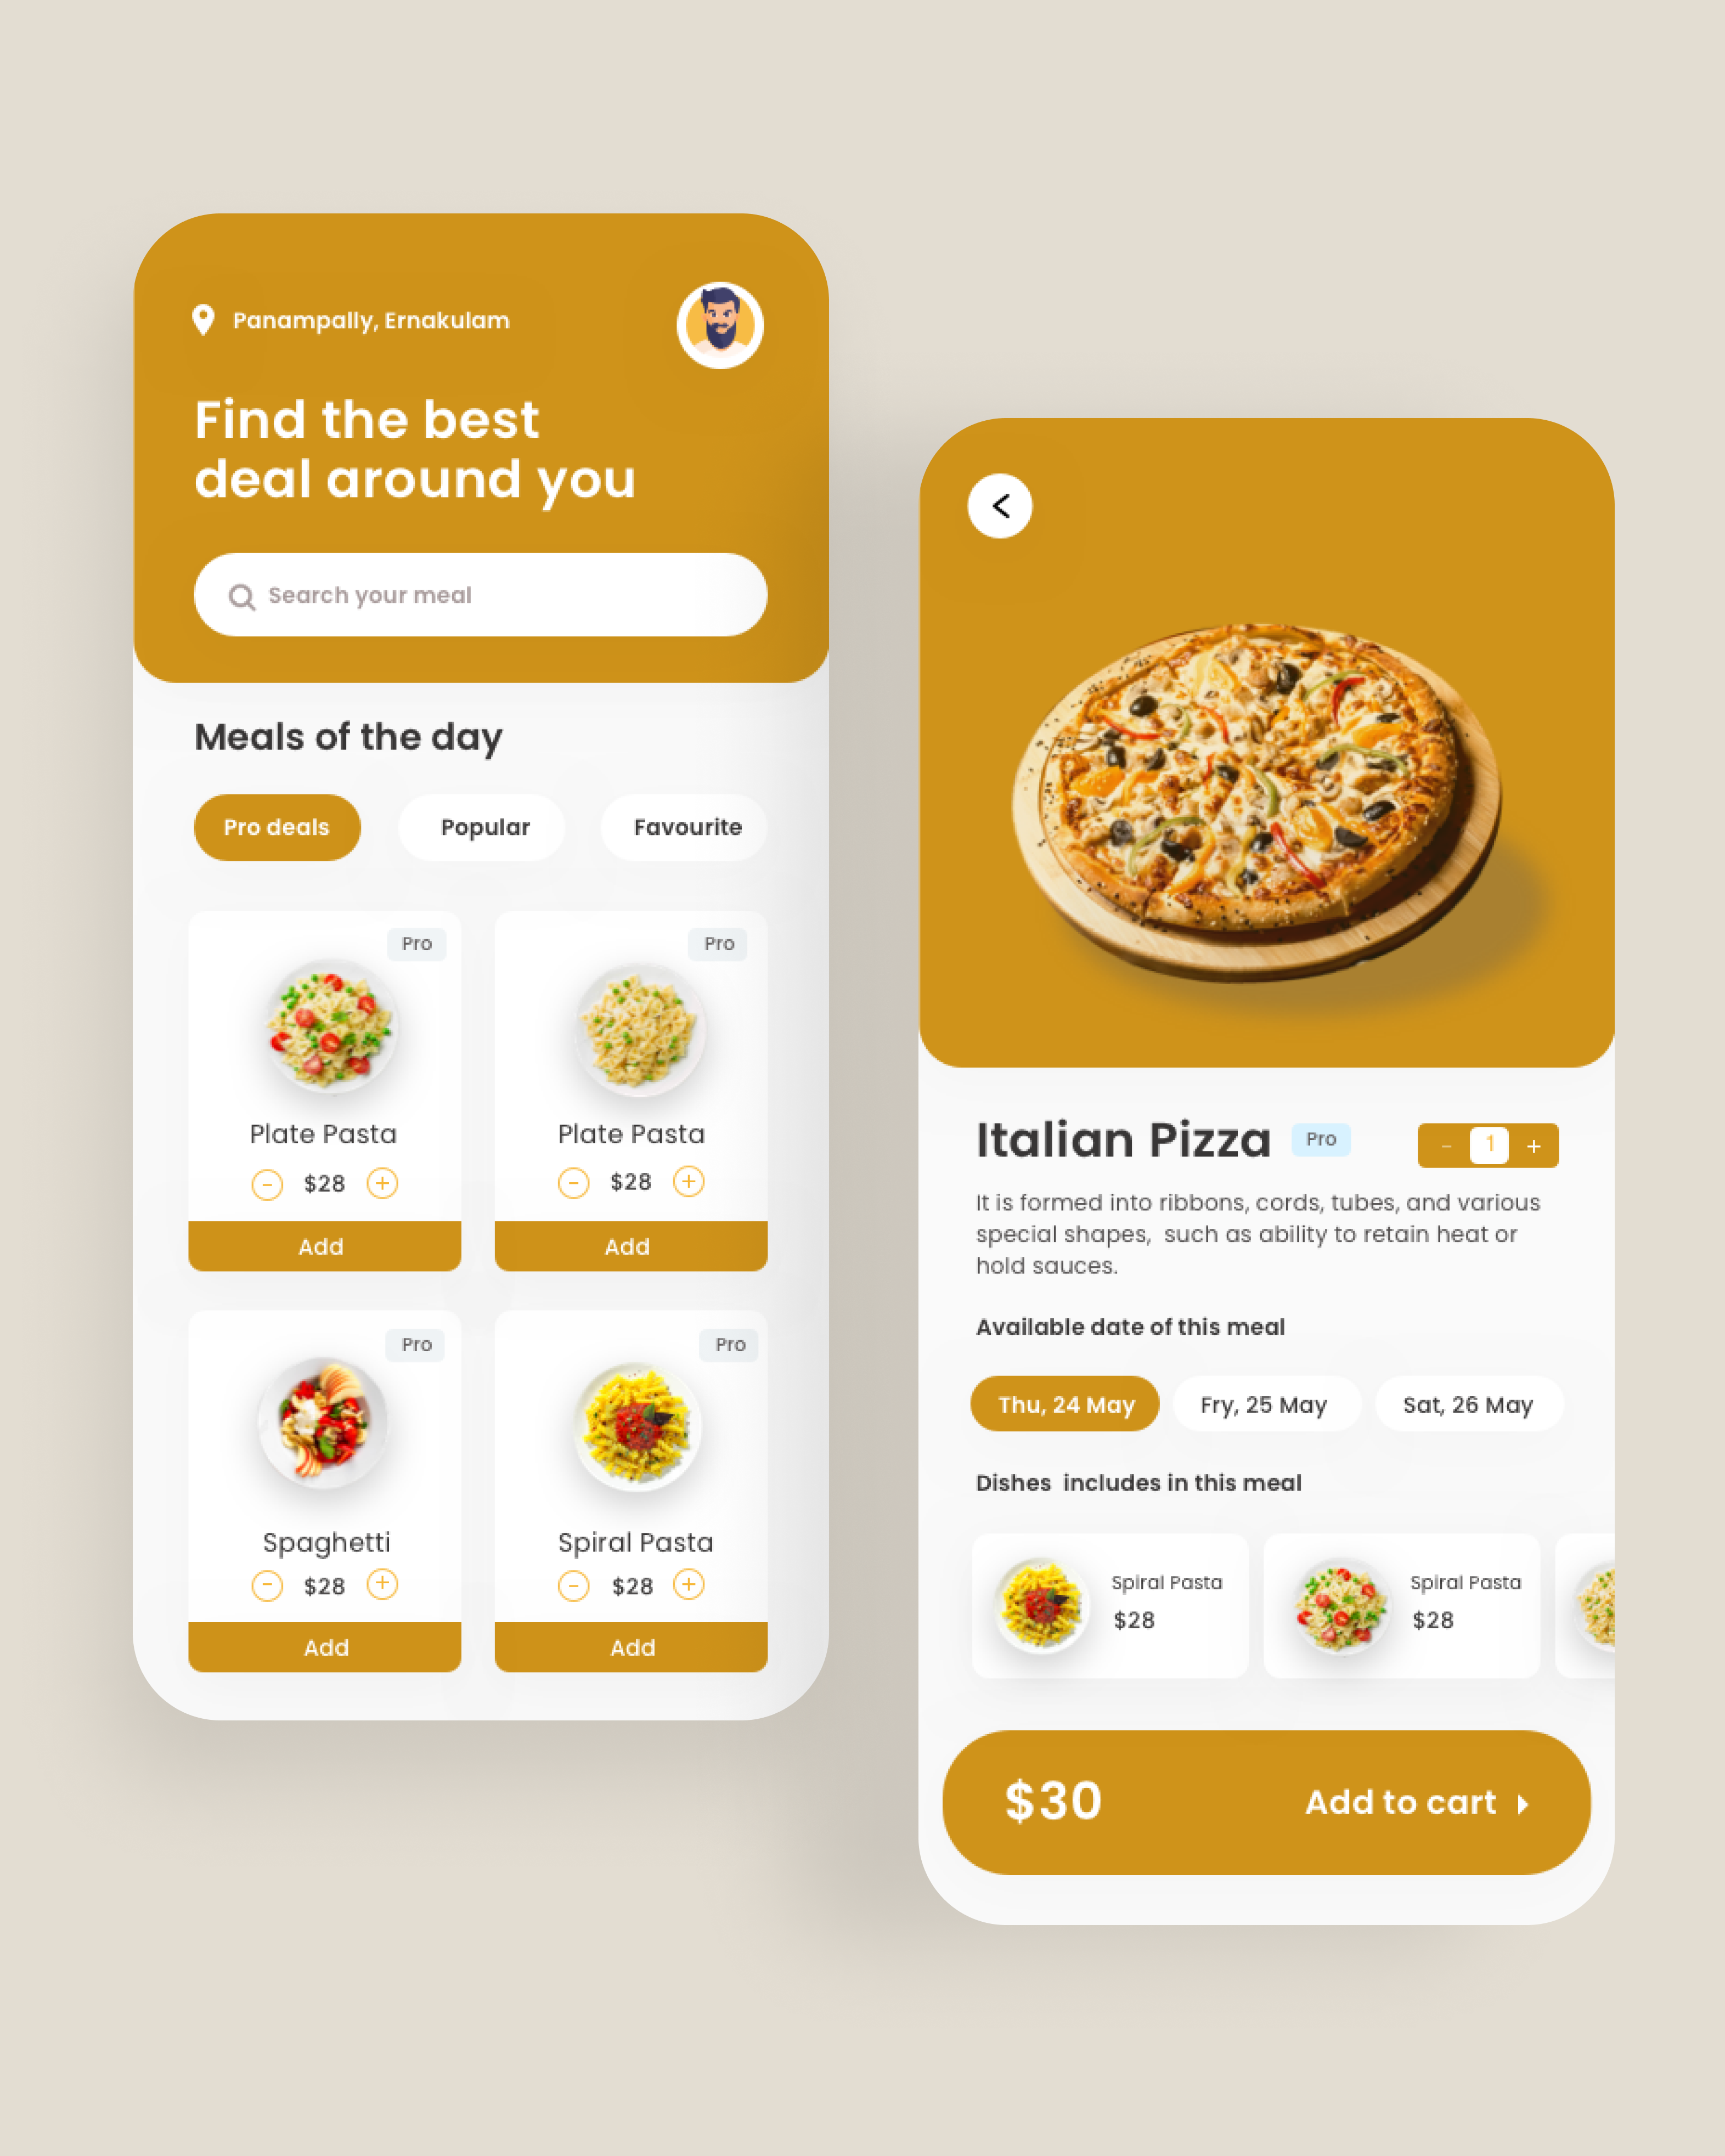 Panampally, Ernakulam
Find the best
deal around you
Search your meal
Meals of the day
Pro deals
Popular
Favourite
Pro
Plate Pasta
- $28 +
Add
Pro
Plate Pasta
- $28 +
Add
Pro
Spaghetti
- $28 +
Add
Pro
Spiral Pasta
- $28 +
Add
Italian Pizza
Pro
- 1 +
It is formed into ribbons, cords, tubes, and various
special shapes,  such as ability to retain heat or
hold sauces.
Available date of this meal
Thu, 24 May
Fry, 25 May
Sat, 26 May
Dishes  includes in this meal
Spiral Pasta
$28
Spiral Pasta
$28
$30
Add to cart